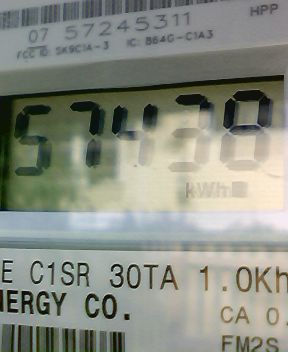 HPP
07 57245311
FCC ID: SK9C1A-3 IC: 864G-C1A3
57438
kWh
E C1SR 30TA 1.0Kh
NERGY CO.
CA 0.
FM2S